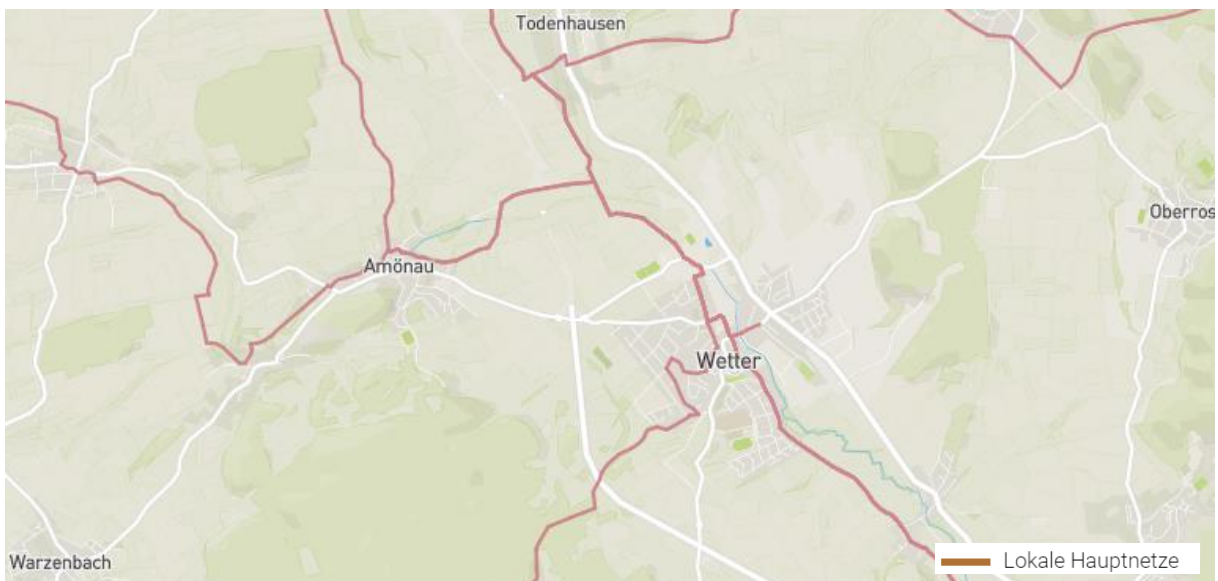 Todenhausen
Oberros
Amönau
Wetter
Warzenbach
Lokale Hauptnetze